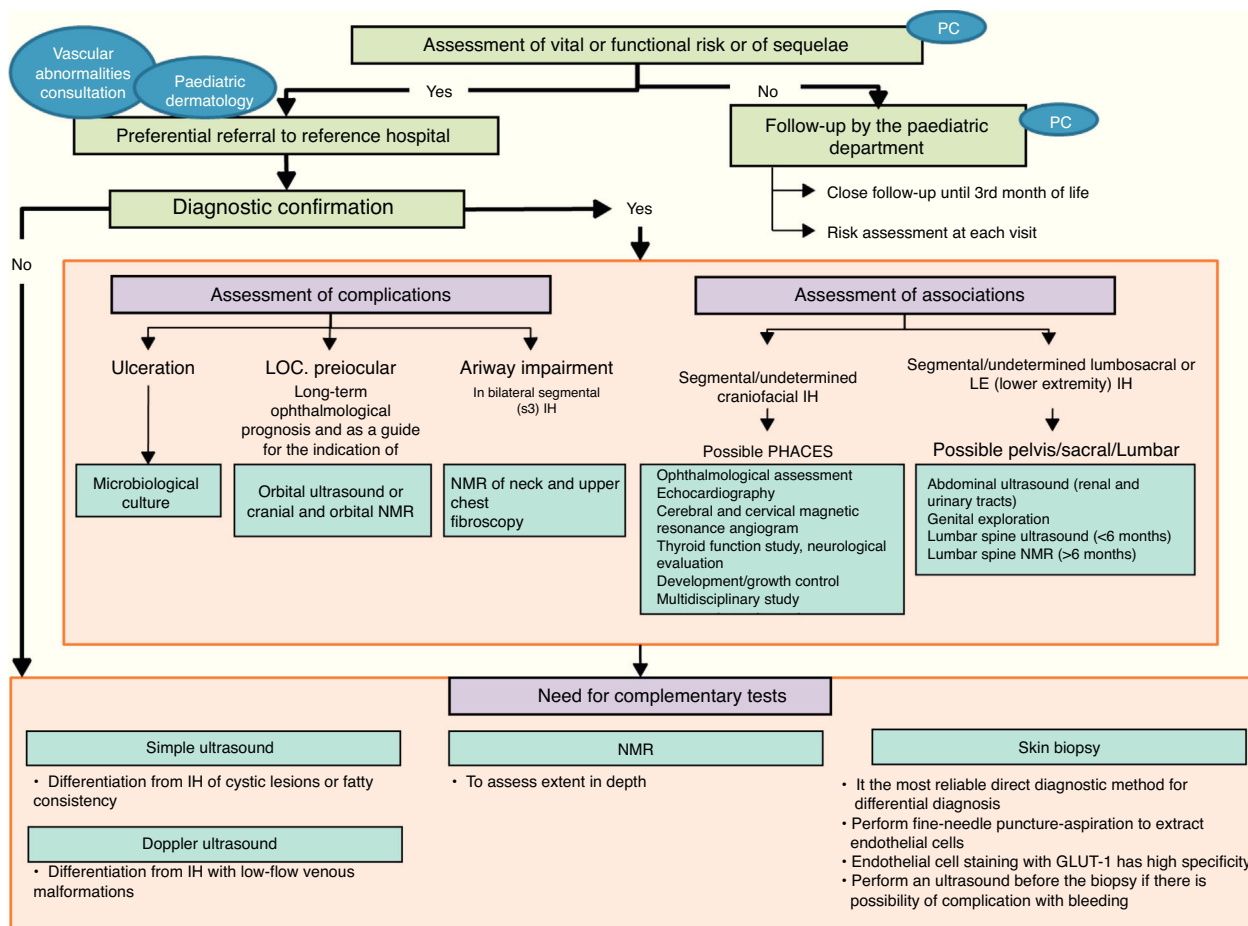 Vascular
abnormalities
consultation
Paediatric
dermatology
Assessment of vital or functional risk or of sequelae
PC
Yes
No
Preferential referral to reference hospital
Follow-up by the paediatric
department
PC
Close follow-up until 3rd month of life
Risk assessment at each visit
Diagnostic confirmation
Yes
No
Assessment of complications
Ulceration
Microbiological
culture
LOC. preiocular
Long-term
ophthalmological
prognosis and as a guide
for the indication of
Orbital ultrasound or
cranial and orbital NMR
Ariway impairment
In bilateral segmental
(s3) IH
NMR of neck and upper
chest
fibroscopy
Assessment of associations
Segmental/undetermined
craniofacial IH
Possible PHACES
Ophthalmological assessment
Echocardiography
Cerebral and cervical magnetic
resonance angiogram
Thyroid function study, neurological
evaluation
Development/growth control
Multidisciplinary study
Segmental/undetermined lumbosacral or
LE (lower extremity) IH
Possible pelvis/sacral/Lumbar
Abdominal ultrasound (renal and
urinary tracts)
Genital exploration
Lumbar spine ultrasound (<6 months)
Lumbar spine NMR (>6 months)
Need for complementary tests
Simple ultrasound
• Differentiation from IH of cystic lesions or fatty
consistency
Doppler ultrasound
• Differentiation from IH with low-flow venous
malformations
NMR
• To assess extent in depth
Skin biopsy
• It the most reliable direct diagnostic method for
differential diagnosis
• Perform fine-needle puncture-aspiration to extract
endothelial cells
• Endothelial cell staining with GLUT-1 has high specificity
• Perform an ultrasound before the biopsy if there is
possibility of complication with bleeding